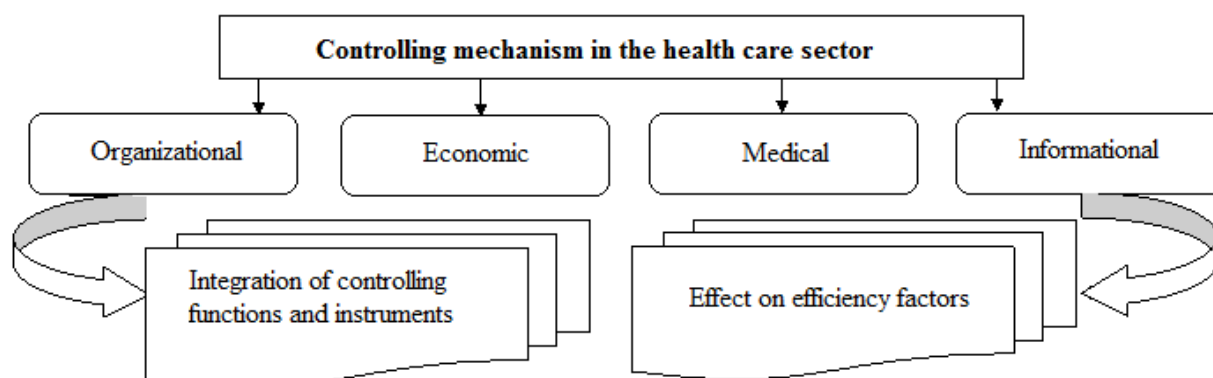 Controlling mechanism in the health care sector
Organizational
Economic
Medical
Informational
Integration of controlling
functions and instruments
Effect on efficiency factors